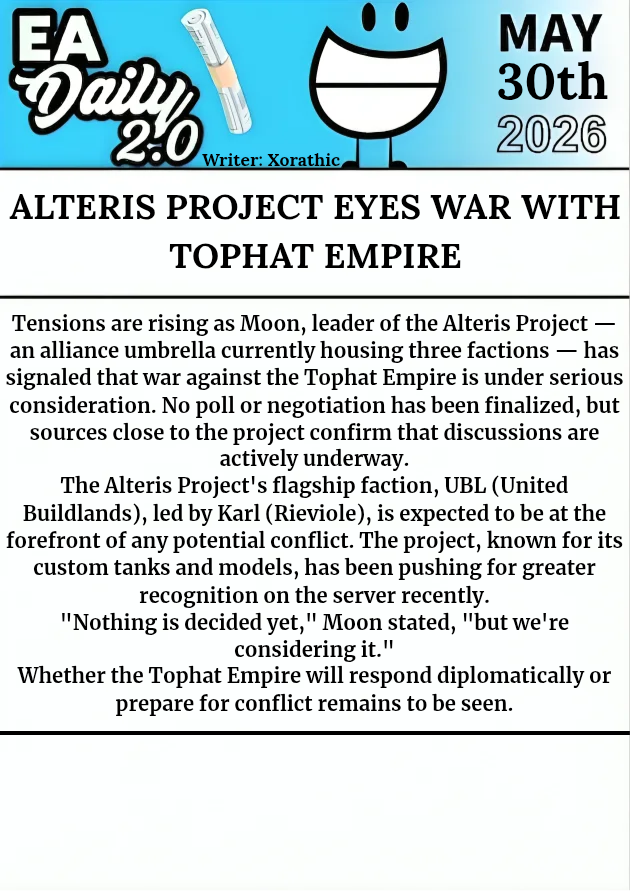 EA
Daily
2.0
Writer: Xorathic
MAY
30th
2026
ALTERIS PROJECT EYES WAR WITH
TOPHAT EMPIRE
Tensions are rising as Moon, leader of the Alteris Project —
an alliance umbrella currently housing three factions — has
signaled that war against the Tophat Empire is under serious
consideration. No poll or negotiation has been finalized, but
sources close to the project confirm that discussions are
actively underway.
The Alteris Project's flagship faction, UBL (United
Buildlands), led by Karl (Rieviole), is expected to be at the
forefront of any potential conflict. The project, known for its
custom tanks and models, has been pushing for greater
recognition on the server recently.
"Nothing is decided yet," Moon stated, "but we're
considering it."
Whether the Tophat Empire will respond diplomatically or
prepare for conflict remains to be seen.